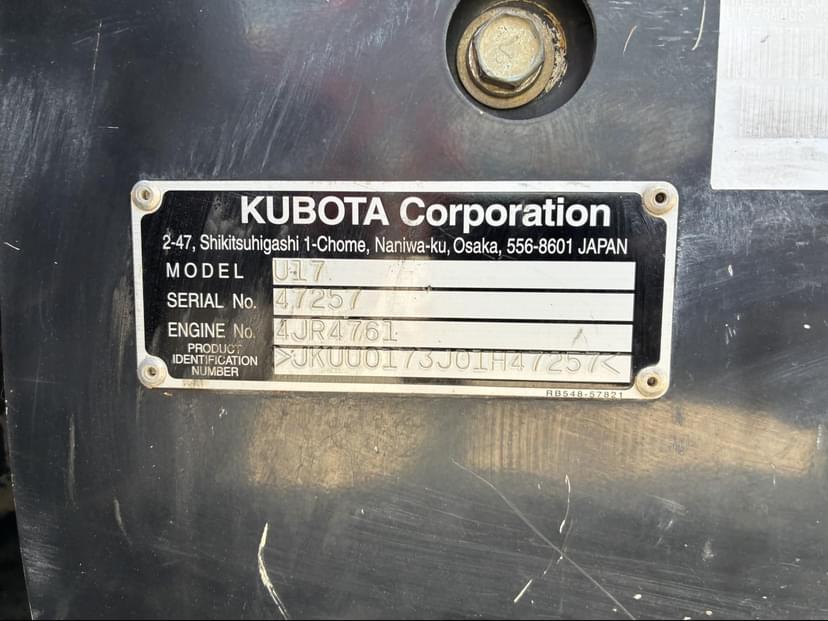 KUBOTA Corporation
2-47, Shikitsuhigashi 1-Chome, Naniwa-ku, Osaka, 556-8601 JAPAN
MODEL U17
SERIAL No. 47257
ENGINE No. 4JR4761
PRODUCT IDENTIFICATION NUMBER >JKUU0173J01H47257<
RB548-57821